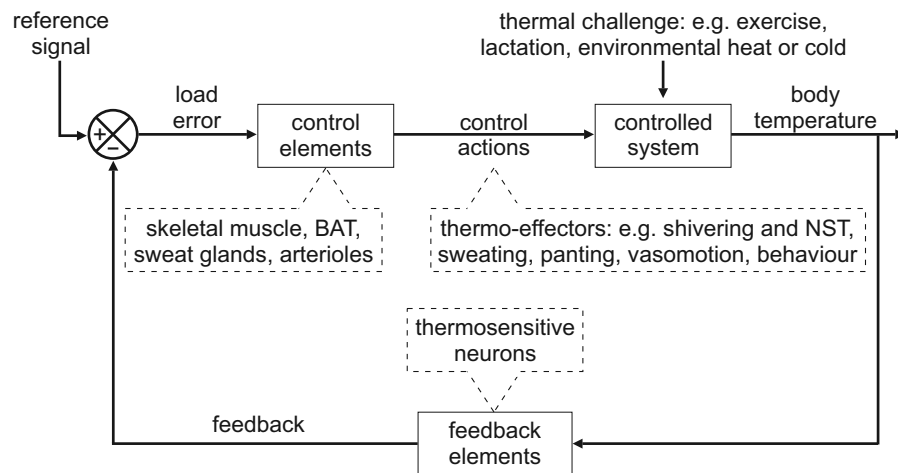 reference
signal
thermal challenge: e.g. exercise,
lactation, environmental heat or cold
load
error
+
−
control
elements
control
actions
controlled
system
body
temperature
skeletal muscle, BAT,
sweat glands, arterioles
thermo-effectors: e.g. shivering and NST,
sweating, panting, vasomotion, behaviour
thermosensitive
neurons
feedback
feedback
elements